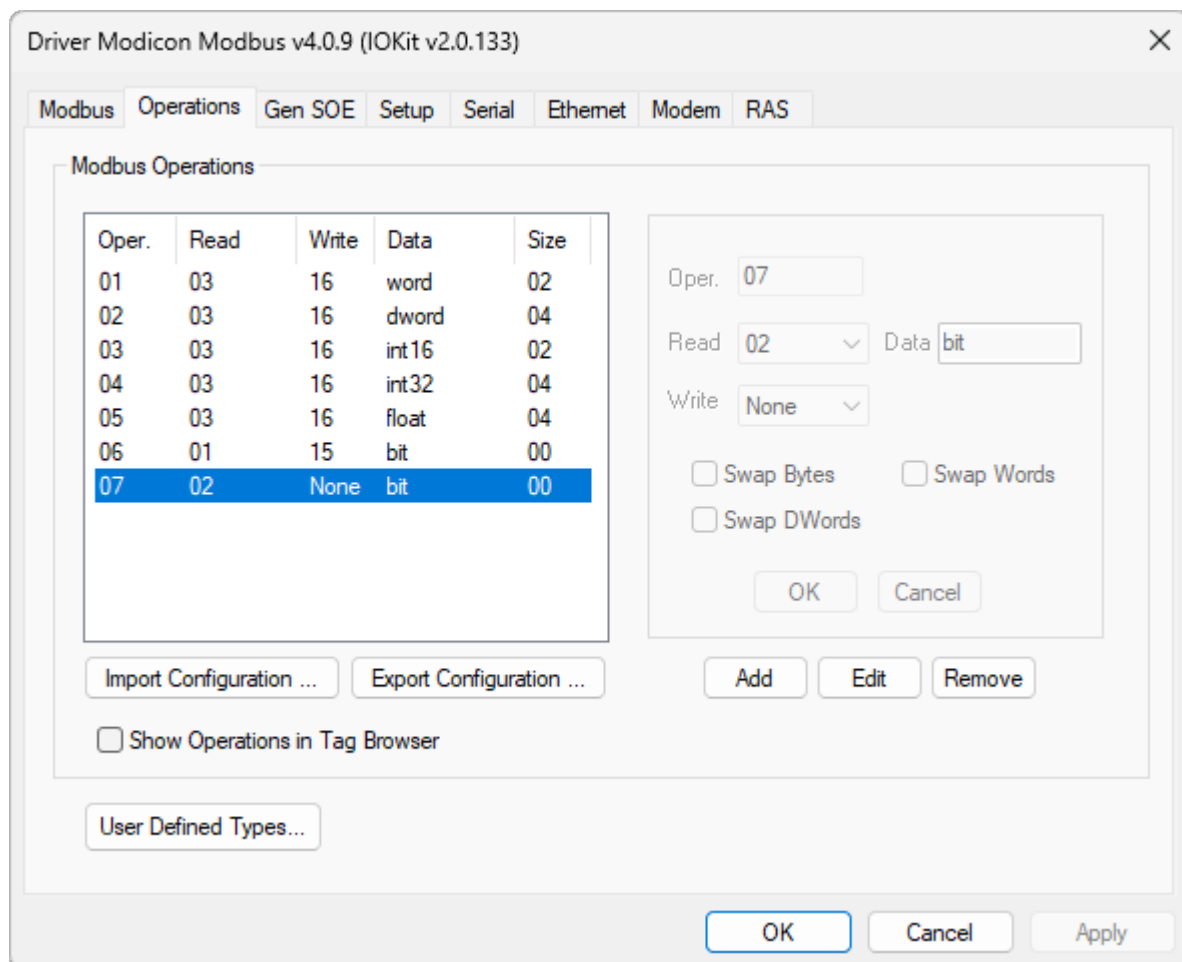 Driver Modicon Modbus v4.0.9 (IOKit v2.0.133)
Modbus Operations Gen SOE Setup Serial Ethernet Modem RAS
Modbus Operations
Oper. Read Write Data Size
01 03 16 word 02
02 03 16 dword 04
03 03 16 int16 02
04 03 16 int32 04
05 03 16 float 04
06 01 15 bit 00
07 02 None bit 00
Oper. 07
Read 02 Data bit
Write None
Swap Bytes Swap Words
Swap DWords
OK Cancel
Import Configuration ... Export Configuration ... Add Edit Remove
Show Operations in Tag Browser
User Defined Types...
OK Cancel Apply